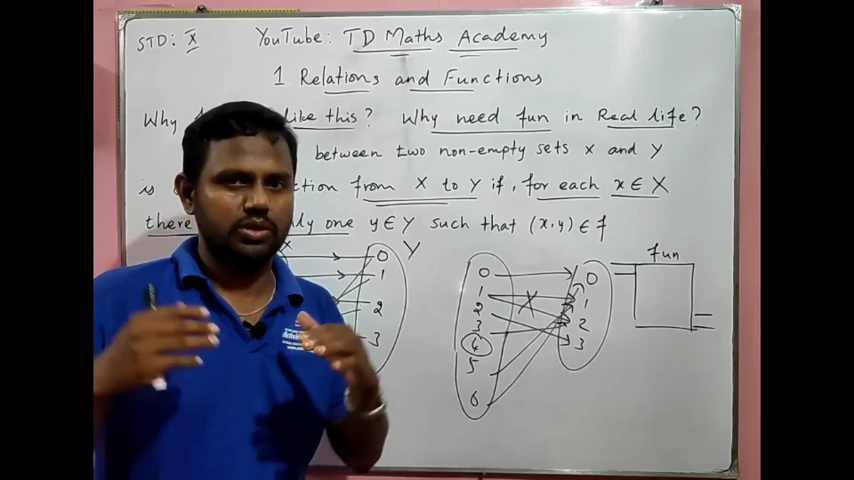 STD: X YouTube: TD Maths Academy
1. Relations and Functions
Why like this? Why need fun in Real life?
between two non-empty sets X and Y
is from X to Y if, for each x ∈ X
there one y ∈ Y such that (x,y) ∈ f
X Y fun
0 0 0
1 1 1
2 2 2
3 3 3
4
5
6